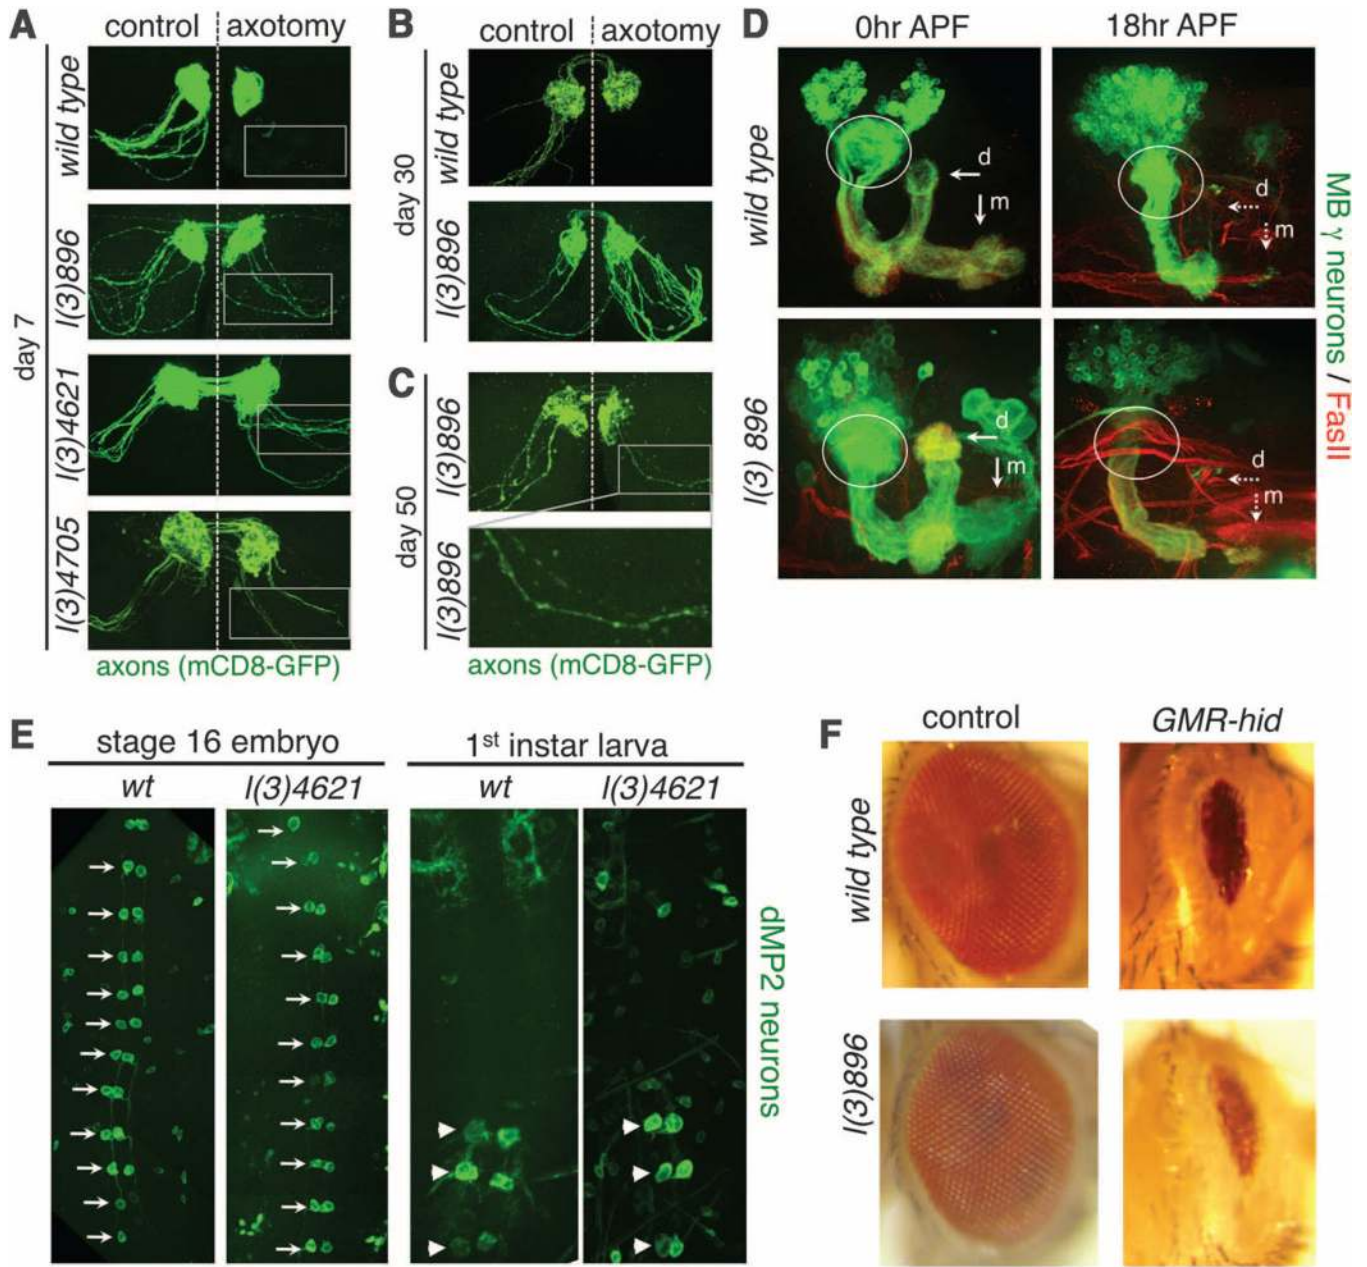 A
control axotomy
day 7
wild type
l(3)896
l(3)4621
l(3)4705
axons (mCD8-GFP)
B
control axotomy
day 30
wild type
l(3)896
C
day 50
l(3)896
l(3)896
axons (mCD8-GFP)
D
0hr APF 18hr APF
wild type
d
m
d
m
l(3) 896
d
m
d
m
MB γ neurons / FasII
E
stage 16 embryo 1st instar larva
wt l(3)4621 wt l(3)4621
dMP2 neurons
F
control GMR-hid
wild type
l(3)896